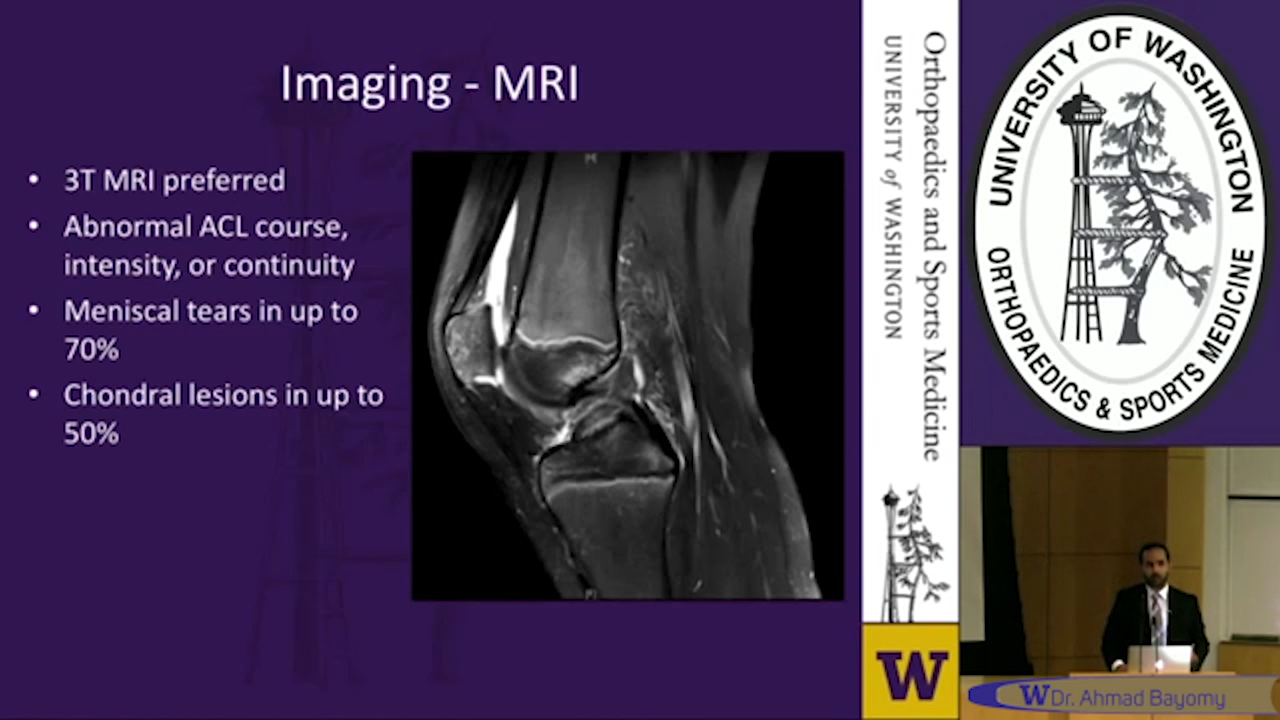 Imaging - MRI
• 3T MRI preferred
• Abnormal ACL course,
intensity, or continuity
• Meniscal tears in up to
70%
• Chondral lesions in up to
50%
H
Orthopaedics and Sports Medicine
UNIVERSITY of WASHINGTON
W
UNIVERSITY OF WASHINGTON
ORTHOPAEDICS & SPORTS MEDICINE
W Dr. Ahmad Bayomy